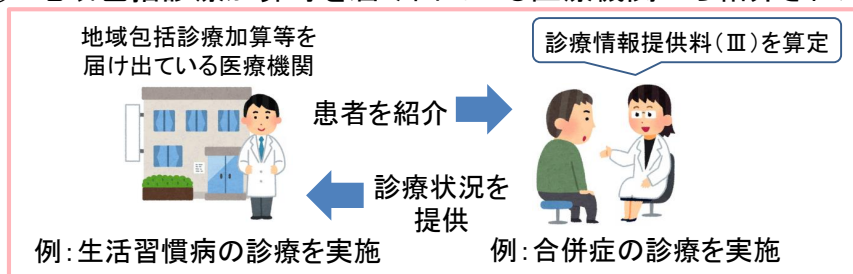 地域包括診療加算等を
届け出ている医療機関
診療情報提供料(Ⅲ)を算定
患者を紹介
診療状況を
提供
例:生活習慣病の診療を実施
例:合併症の診療を実施